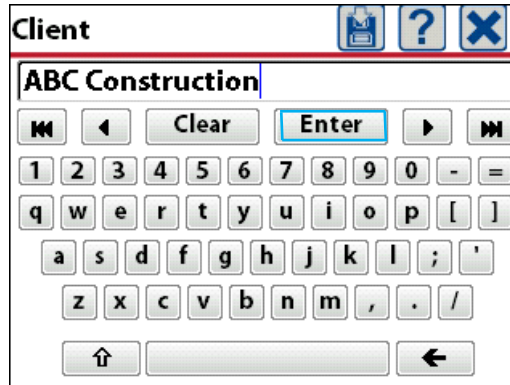 Client ?
ABC Construction
Clear Enter
1 2 3 4 5 6 7 8 9 0 - =
q w e r t y u i o p [ ]
a s d f g h j k l ; '
z x c v b n m , . /